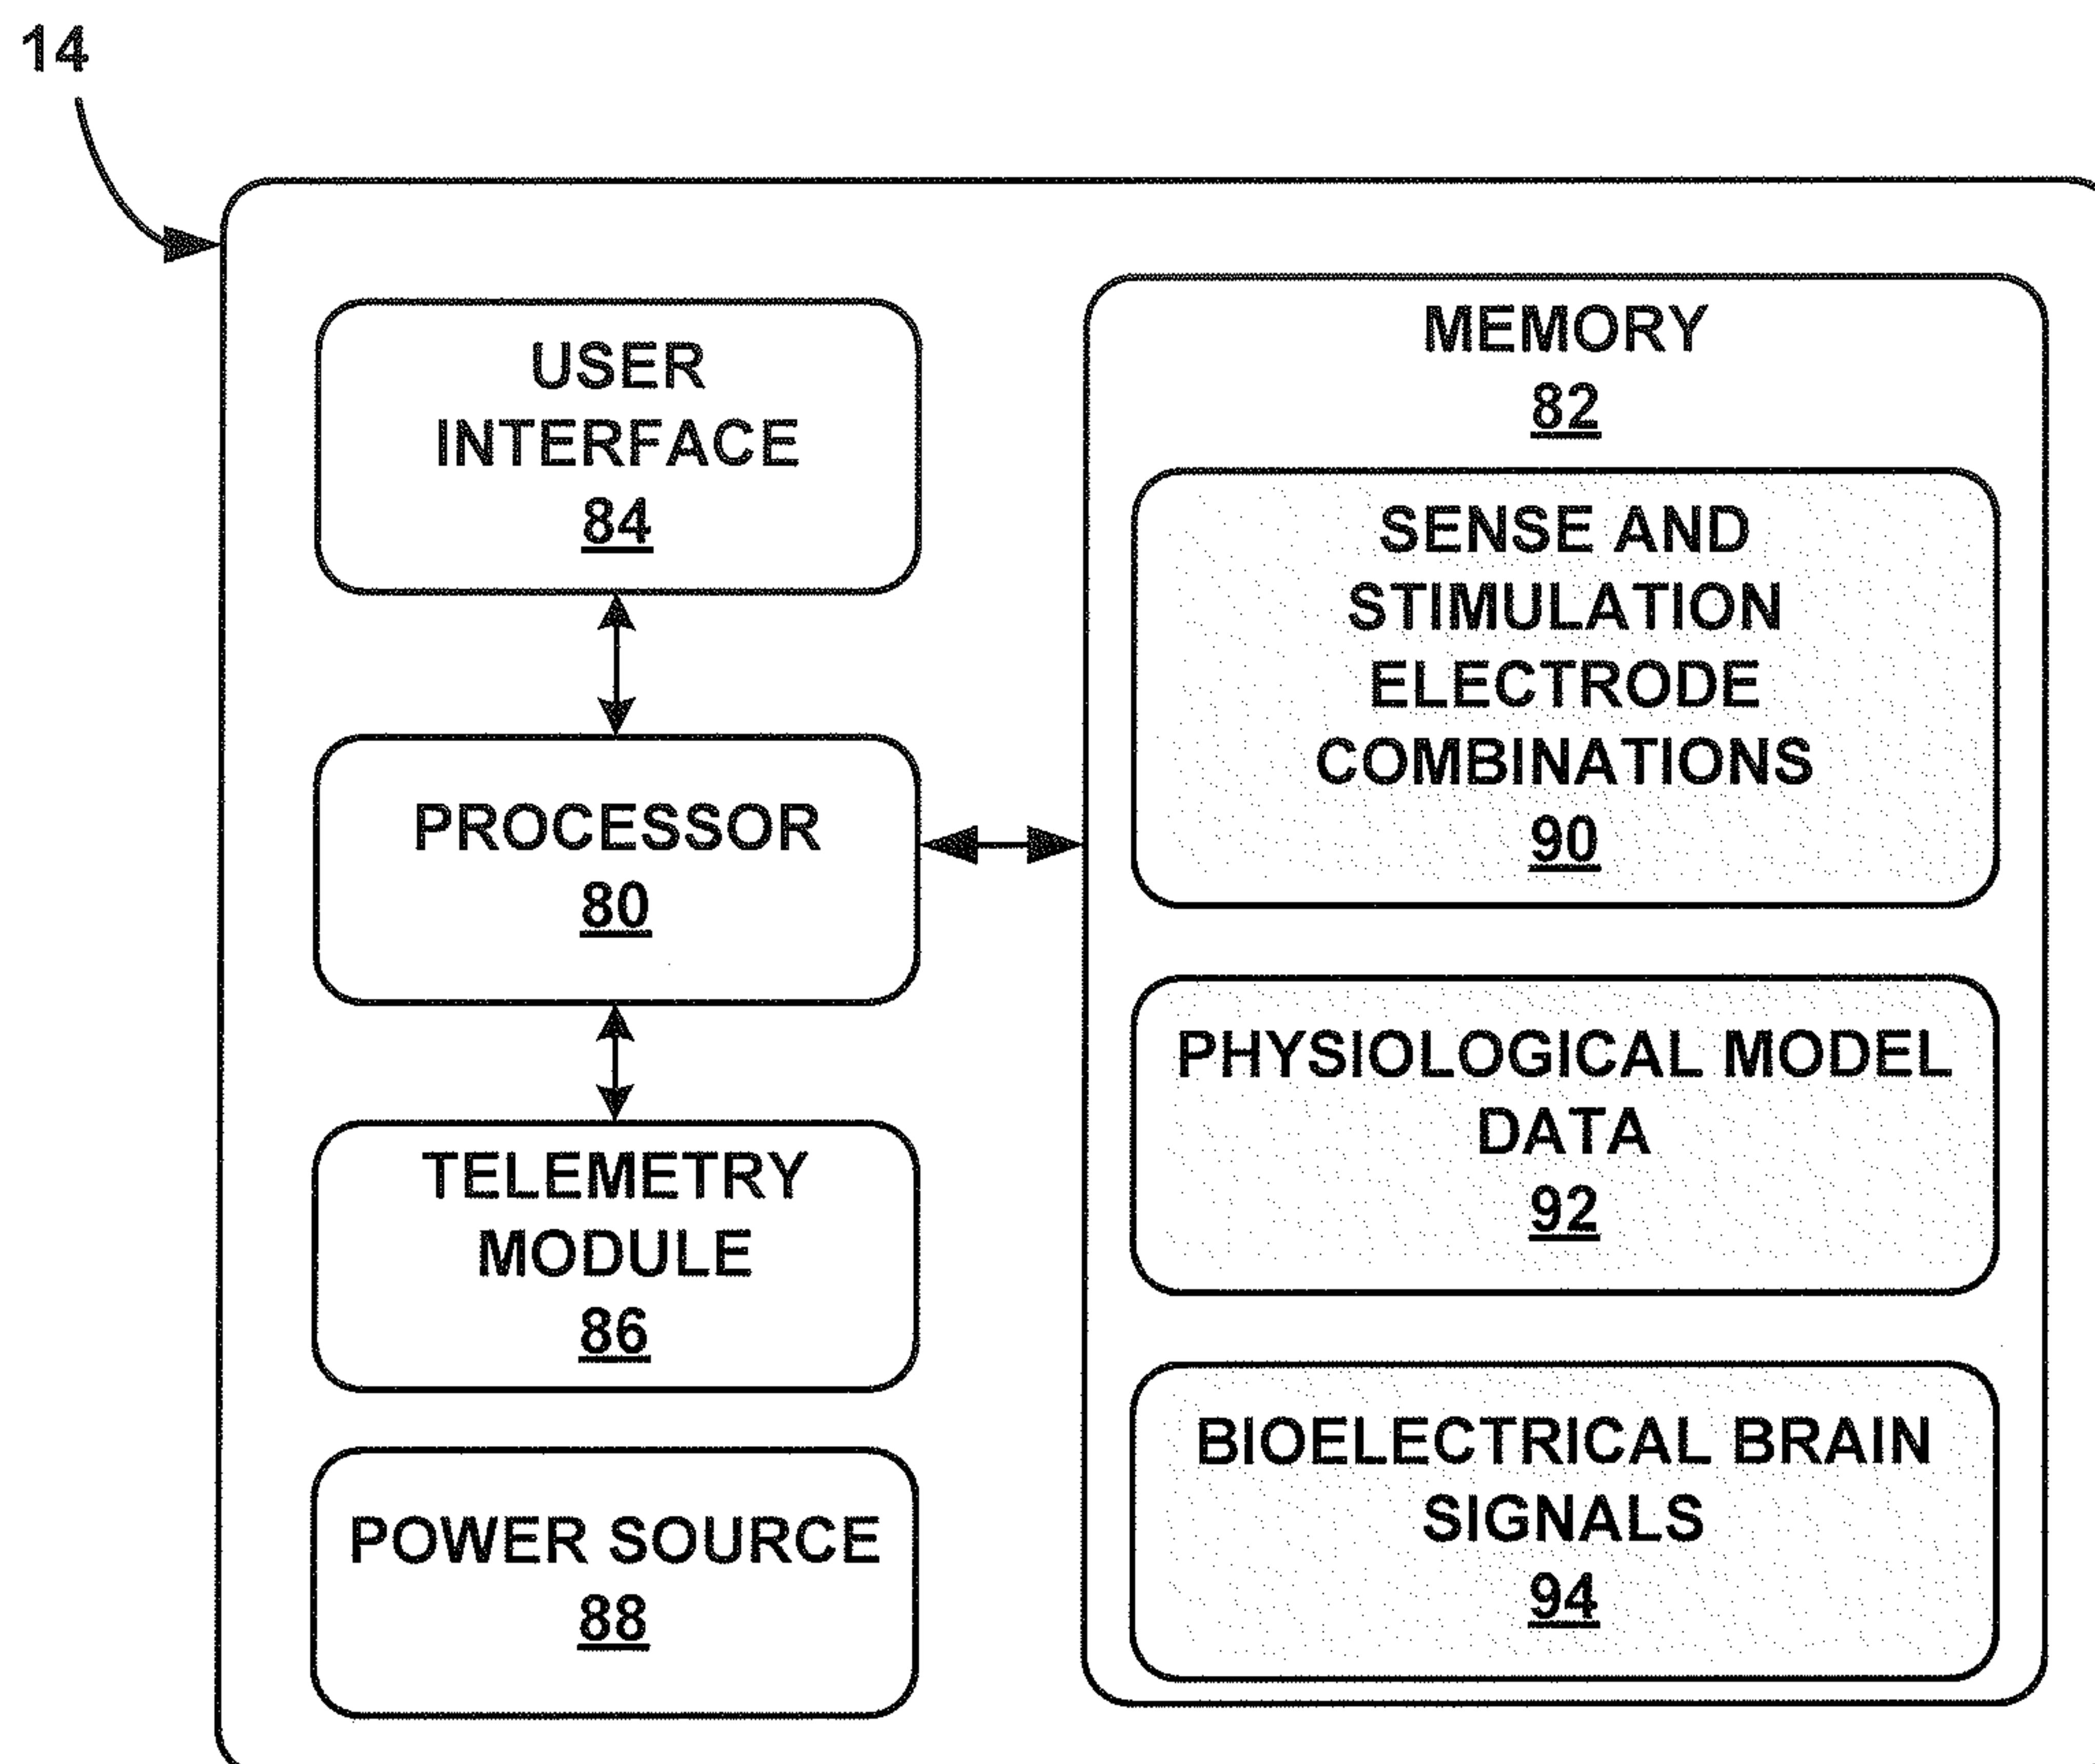 14
USER
INTERFACE
84
PROCESSOR
80
TELEMETRY
MODULE
86
POWER SOURCE
88
MEMORY
82
SENSE AND
STIMULATION
ELECTRODE
COMBINATIONS
90
PHYSIOLOGICAL MODEL
DATA
92
BIOELECTRICAL BRAIN
SIGNALS
94